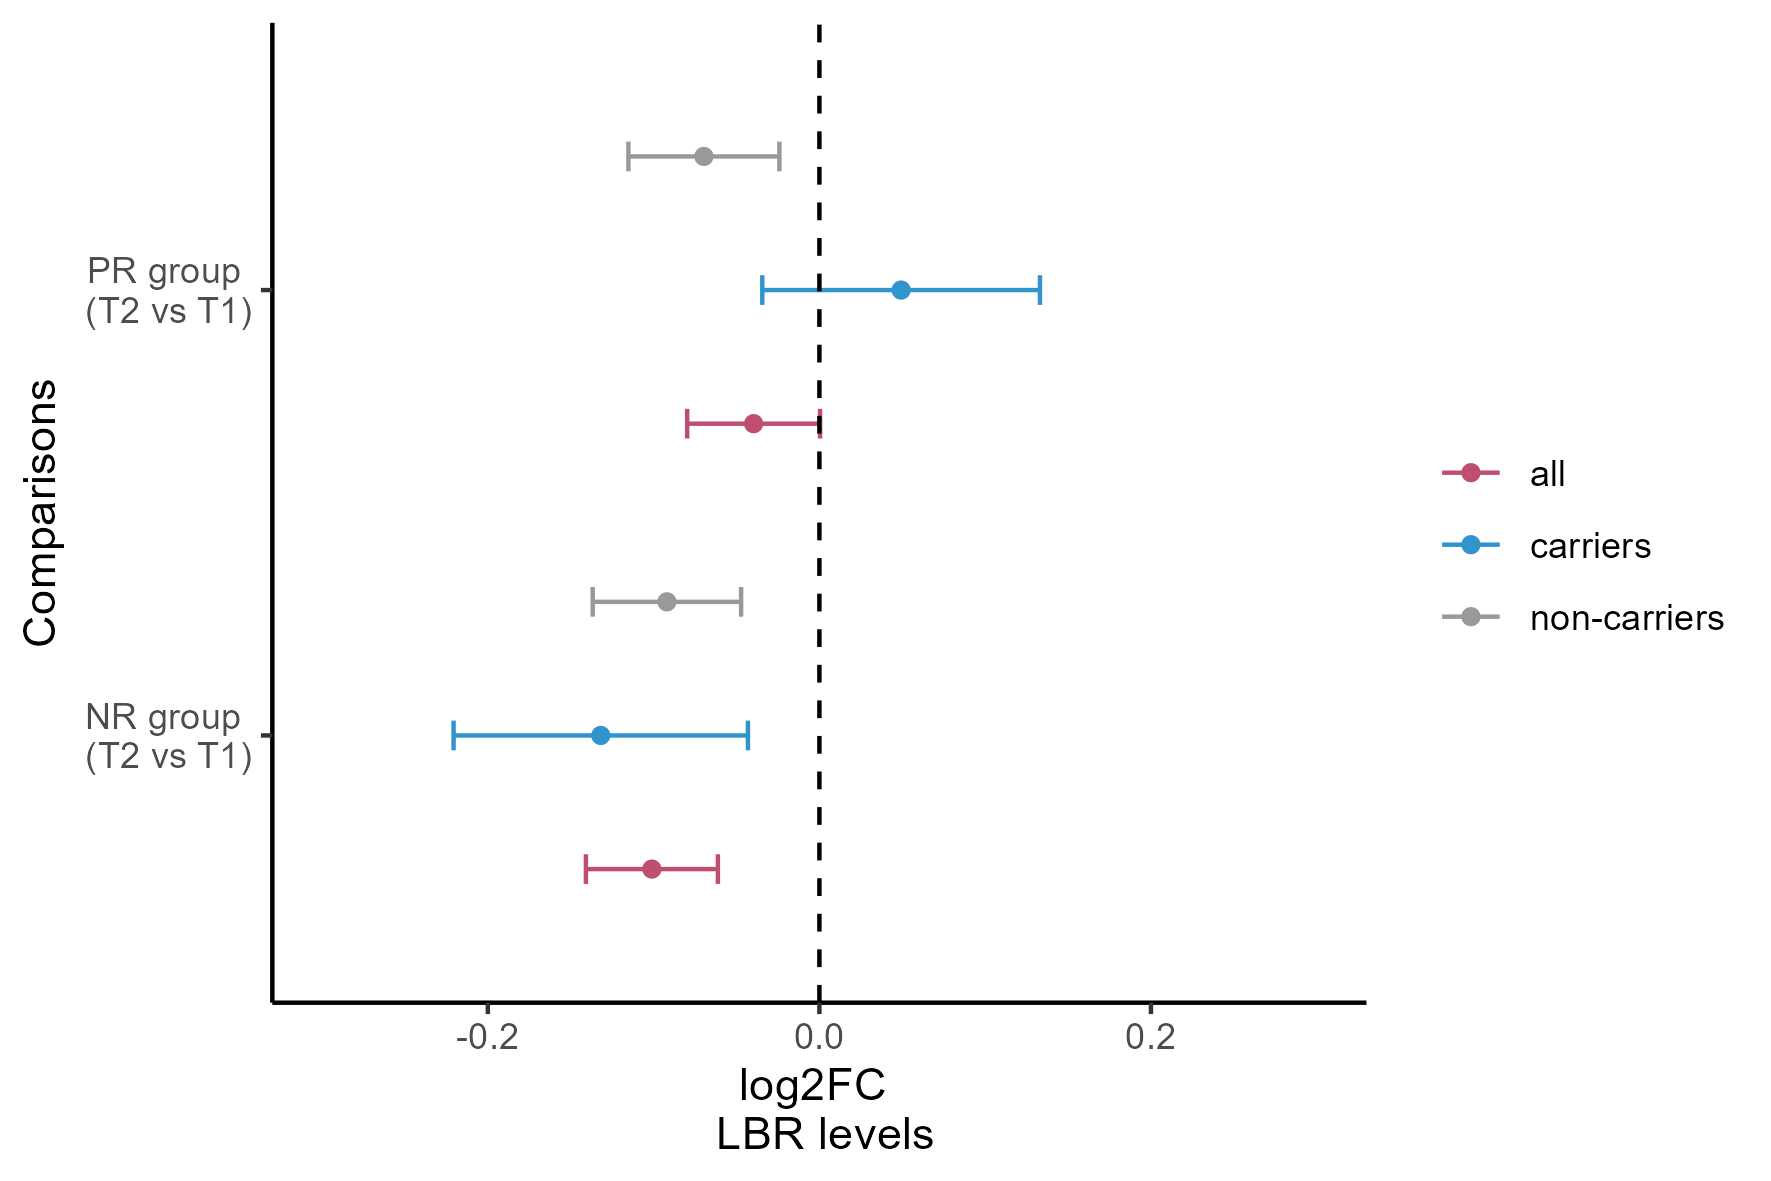 PR group
(T2 vs T1)
Comparisons
NR group
(T2 vs T1)
-0.2
0.0
0.2
log2FC
LBR levels
all
carriers
non-carriers